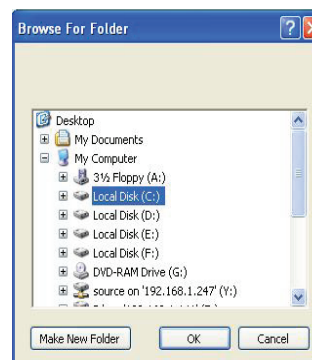 Browse For Folder
Desktop
My Documents
My Computer
3½ Floppy (A:)
Local Disk (C:)
Local Disk (D:)
Local Disk (E:)
Local Disk (F:)
DVD-RAM Drive (G:)
source on '192.168.1.247' (Y:)
Make New Folder
OK
Cancel